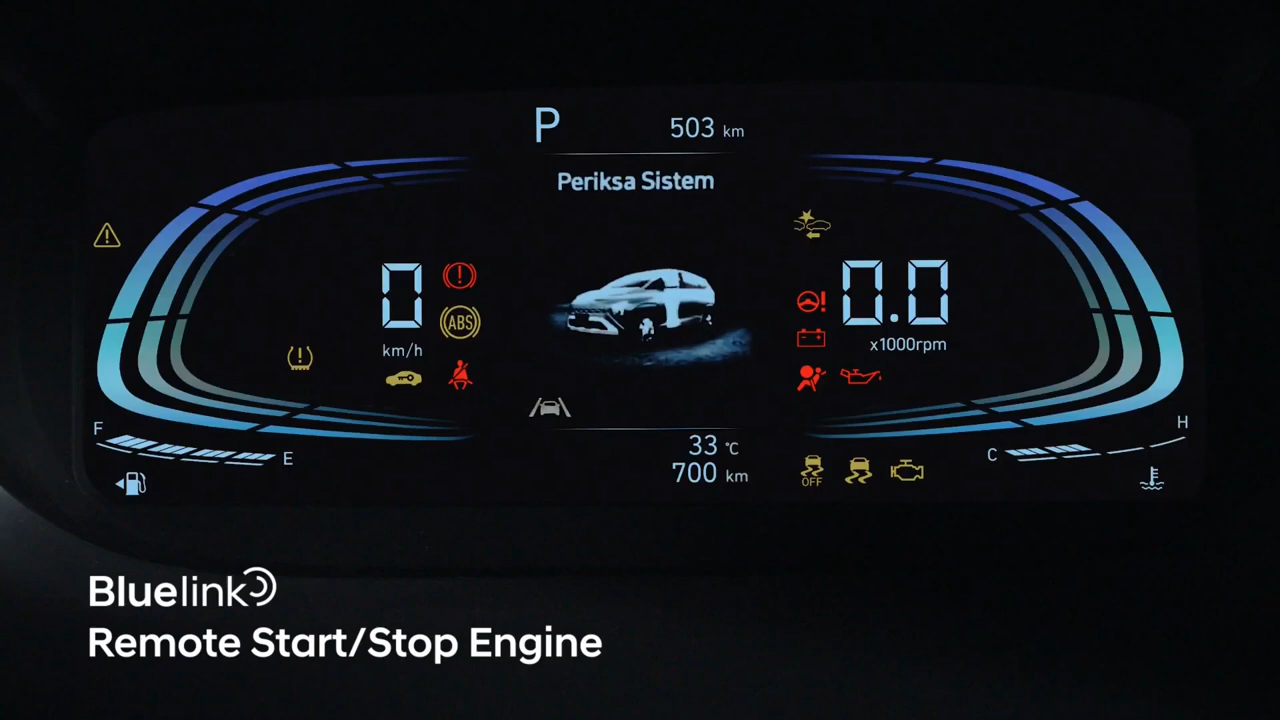 P
503 km
Periksa Sistem
0
km/h
ABS
0.0
x1000rpm
F
E
C
H
33 °C
700 km
OFF
Bluelink
Remote Start/Stop Engine